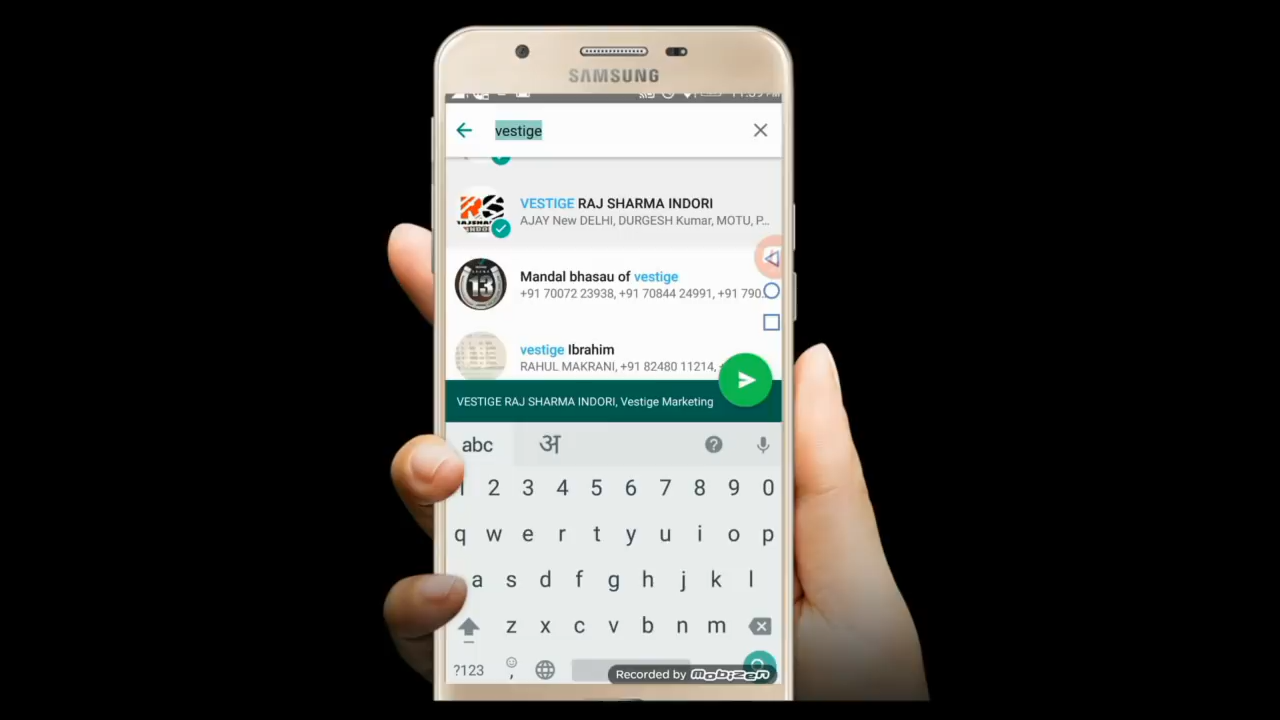 SAMSUNG
vestige
VESTIGE RAJ SHARMA INDORI
AJAY New DELHI, DURGESH Kumar, MOTU, P...
13
Mandal bhasau of vestige
+91 70072 23938, +91 70844 24991, +91 790...
vestige Ibrahim
RAHUL MAKRANI, +91 82480 11214,
VESTIGE RAJ SHARMA INDORI, Vestige Marketing
abc अ
1 2 3 4 5 6 7 8 9 0
q w e r t y u i o p
a s d f g h j k l
z x c v b n m
?123 ,
Recorded by mobizen